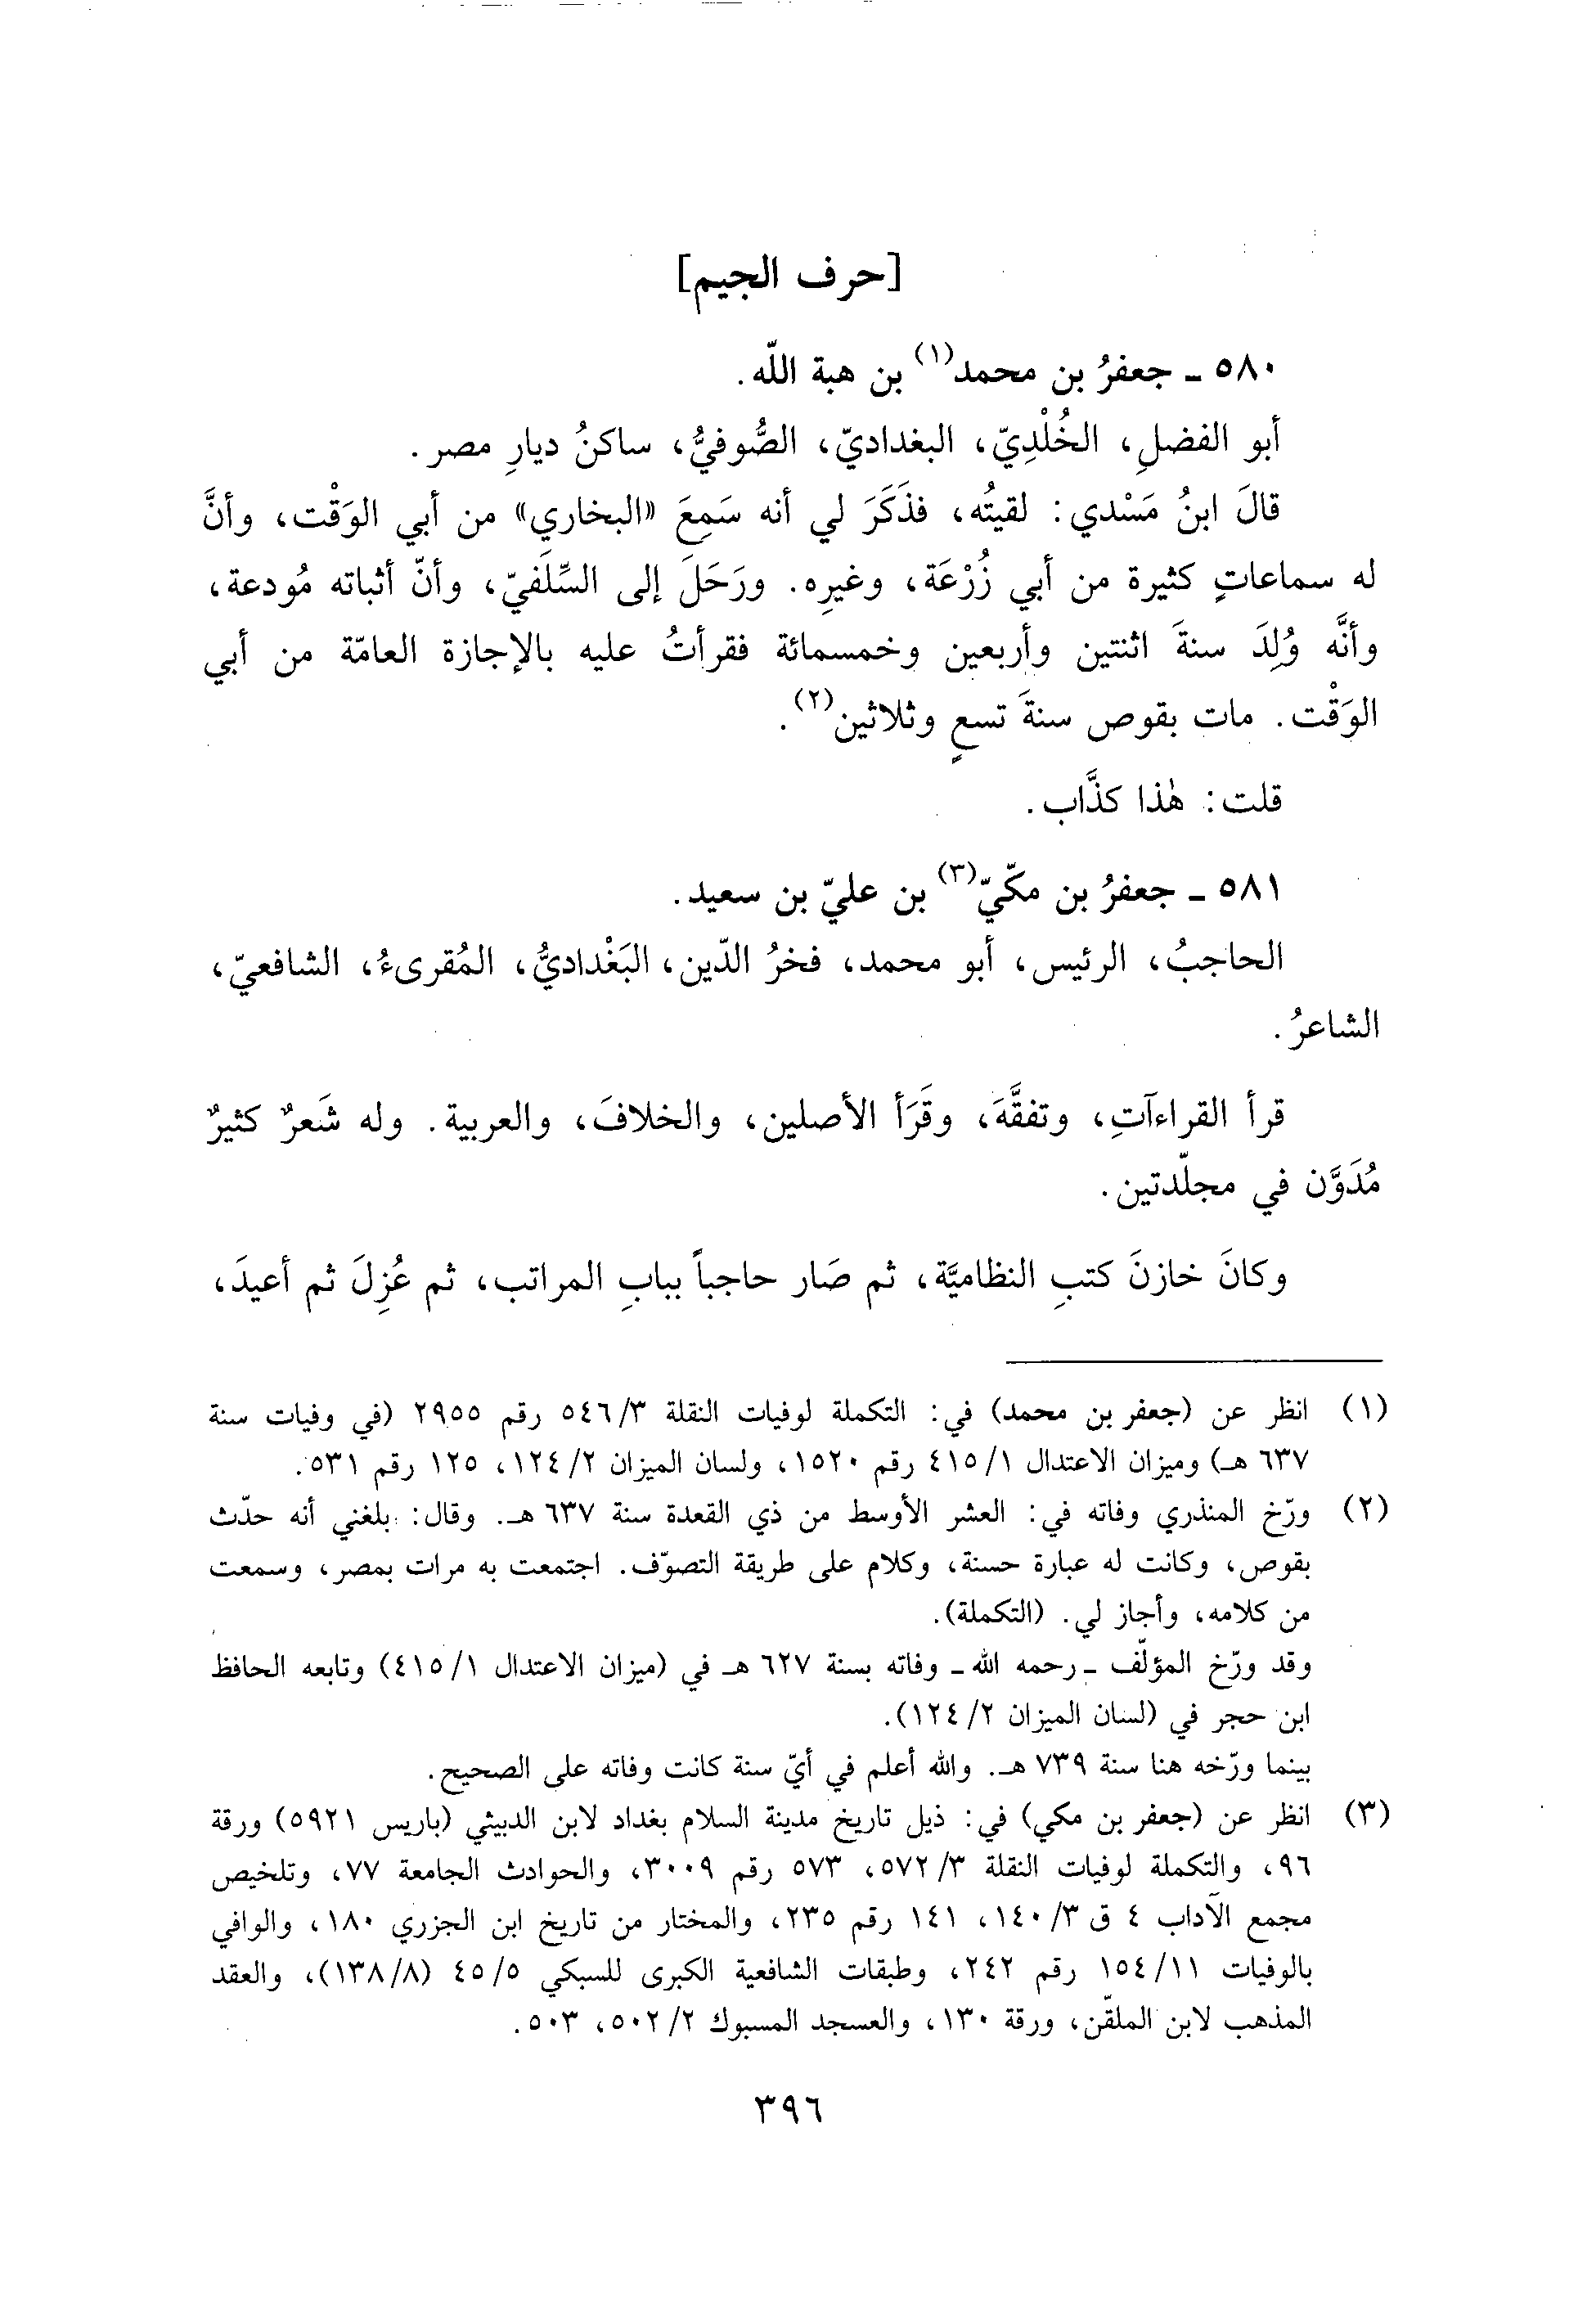 [حرف الجيم]
٥٨٠ ـ جعفرُ بن محمد(١) بن هبة اللّه.
أبو الفضلِ، الخُلْدِيّ، البغداديّ، الصُّوفيُّ، ساكنُ ديارِ مصر.
قالَ ابنُ مَسْدي: لقيتُه، فذَكَرَ لي أنه سَمِعَ «البخاري» من أبي الوَقْت، وأنَّ
له سماعاتٍ كثيرة من أبي زُرْعَة، وغيرِه. ورَحَلَ إلى السِّلَفيّ، وأنّ أثباته مُودعة،
وأنَّه وُلِدَ سنةَ اثنتين وأربعين وخمسمائة فقرأتُ عليه بالإجازة العامّة من أبي
الوَقْت. مات بقوص سنةَ تسعٍ وثلاثين(٢).
قلت: هٰذا كذَّاب.
٥٨١ ـ جعفرُ بن مكّيّ(٣) بن عليّ بن سعيد.
الحاجبُ، الرئيس، أبو محمد، فخرُ الدّين، البَغْداديُّ، المُقرىءُ، الشافعيّ،
الشاعرُ.
قرأ القراءآتِ، وتفقَّهَ، وقَرَأ الأصلين، والخلافَ، والعربية. وله شَعرٌ كثيرٌ
مُدَوَّن في مجلّدتين.
وكانَ خازنَ كتبِ النظاميَّة، ثم صَار حاجباً ببابِ المراتب، ثم عُزِلَ ثم أعيدَ،
(١) انظر عن (جعفر بن محمد) في: التكملة لوفيات النقلة ٣/ ٥٤٦ رقم ٢٩٥٥ (في وفيات سنة
٦٣٧ هـ) وميزان الاعتدال ١/ ٤١٥ رقم ١٥٢٠، ولسان الميزان ٢/ ١٢٤، ١٢٥ رقم ٥٣١.
(٢) ورّخ المنذري وفاته في: العشر الأوسط من ذي القعدة سنة ٦٣٧ هـ. وقال: بلغني أنه حدّث
بقوص، وكانت له عبارة حسنة، وكلام على طريقة التصوّف. اجتمعت به مرات بمصر، وسمعت
من كلامه، وأجاز لي. (التكملة).
وقد ورّخ المؤلّف ـ رحمه الله ـ وفاته بسنة ٦٢٧ هـ في (ميزان الاعتدال ١/ ٤١٥) وتابعه الحافظ
ابن حجر في (لسان الميزان ٢/ ١٢٤).
بينما ورّخه هنا سنة ٧٣٩ هـ. والله أعلم في أيّ سنة كانت وفاته على الصحيح.
(٣) انظر عن (جعفر بن مكي) في: ذيل تاريخ مدينة السلام بغداد لابن الدبيثي (باريس ٥٩٢١) ورقة
٩٦، والتكملة لوفيات النقلة ٣/ ٥٧٢، ٥٧٣ رقم ٣٠٠٩، والحوادث الجامعة ٧٧، وتلخيص
مجمع الآداب ٤ ق ٣/ ١٤٠، ١٤١ رقم ٢٣٥، والمختار من تاريخ ابن الجزري ١٨٠، والوافي
بالوفيات ١١/ ١٥٤ رقم ٢٤٢، وطبقات الشافعية الكبرى للسبكي ٥/ ٤٥ (٨/ ١٣٨)، والعقد
المذهب لابن الملقّن، ورقة ١٣٠، والعسجد المسبوك ٢/ ٥٠٢، ٥٠٣.
٣٩٦